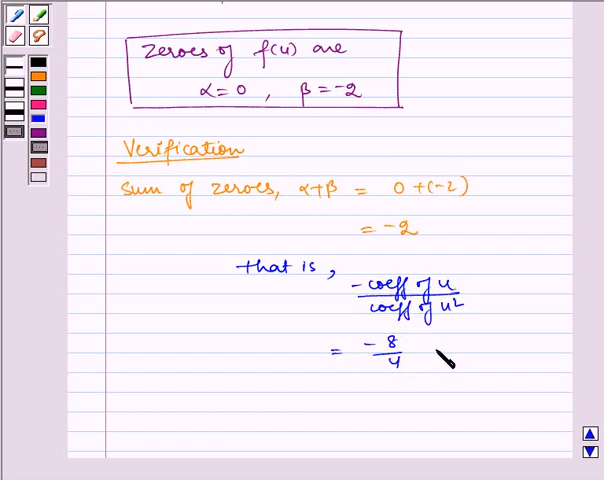 Zeroes of f(u) are
α = 0 , β = -2
Verification
Sum of zeroes, α+β = 0 + (-2)
= -2
that is, -coeff of u / coeff of u²
= -8/4